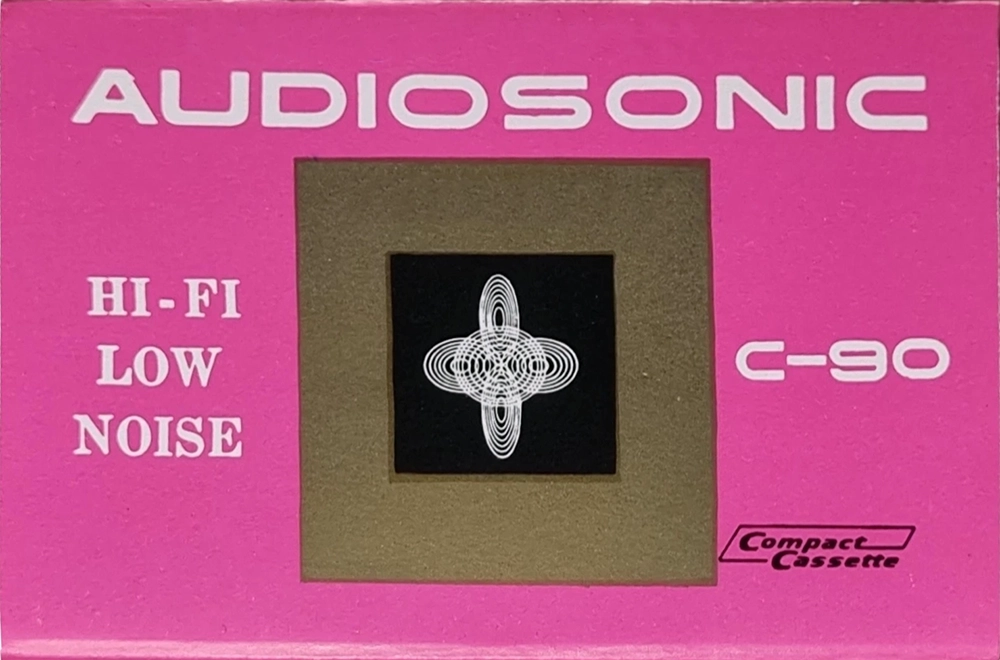 AUDIOSONIC
HI-FI
LOW
NOISE
C-90
Compact
Cassette